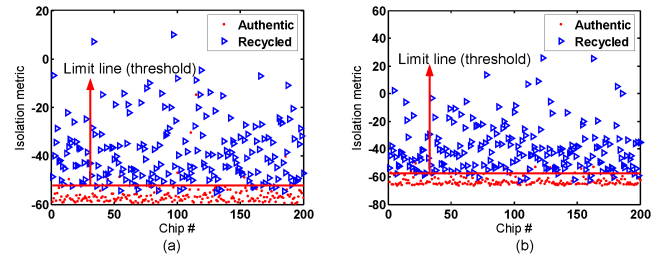 (a)
Isolation metric
20
0
-20
-40
-60
0
50
100
150
200
Chip #
Authentic
Recycled
Limit line (threshold)
(b)
Isolation metric
60
40
20
0
-20
-40
-60
-80
0
50
100
150
200
Chip #
Authentic
Recycled
Limit line (threshold)